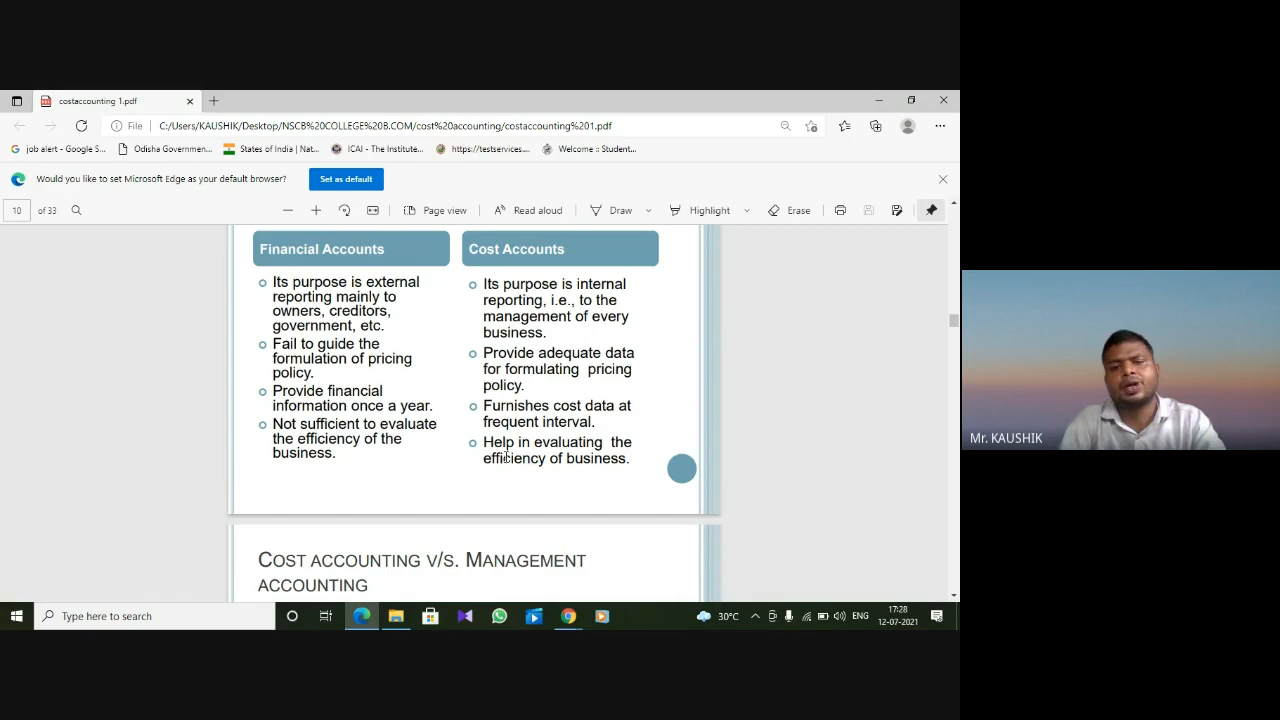 costaccounting 1.pdf
File
C:/Users/KAUSHIK/Desktop/NSCB%20COLLEGE%20B.COM/cost%20accounting/costaccounting%201.pdf
job alert - Google S...
Odisha Governmen...
States of India | Nat...
ICAI - The Institute...
https://testservices...
Welcome :: Student...
Would you like to set Microsoft Edge as your default browser?
Set as default
10 of 33
Page view
Read aloud
Draw
Highlight
Erase
Financial Accounts
Its purpose is external
reporting mainly to
owners, creditors,
government, etc.
Fail to guide the
formulation of pricing
policy.
Provide financial
information once a year.
Not sufficient to evaluate
the efficiency of the
business.
Cost Accounts
Its purpose is internal
reporting, i.e., to the
management of every
business.
Provide adequate data
for formulating pricing
policy.
Furnishes cost data at
frequent interval.
Help in evaluating the
efficiency of business.
COST ACCOUNTING V/S. MANAGEMENT
ACCOUNTING
Mr. KAUSHIK
Type here to search
30°C
ENG
17:28
12-07-2021